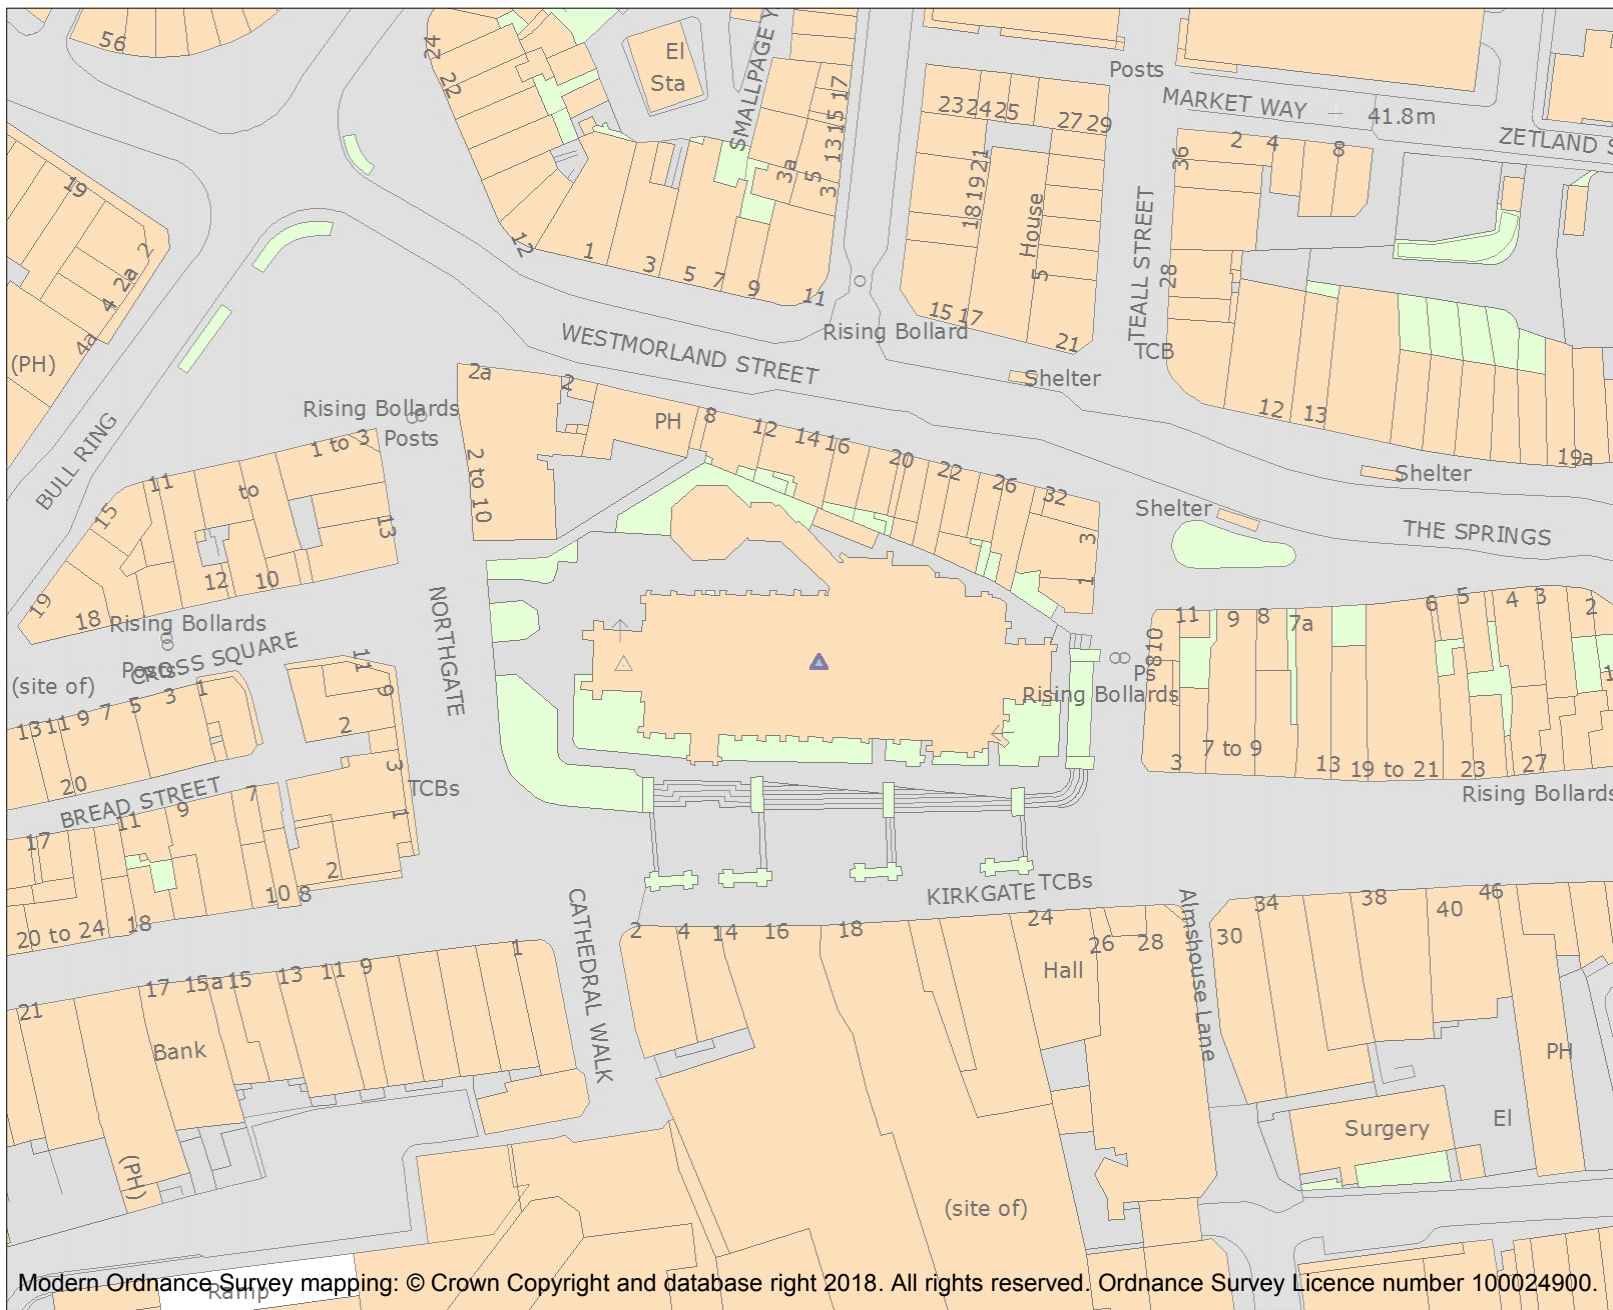 56
24
22
El
Sta
SMALLPAGE Y
17
15
13
3a
5
3
23 24 25
27 29
Posts
MARKET WAY
41.8m
ZETLAND S
36
2
4
8
21
19
18
House
5
TEALL STREET
28
19
2
2a
4
4a
(PH)
12
1
3
5
7
9
11
15 17
21
Rising Bollard
TCB
WESTMORLAND STREET
Shelter
12
13
19a
2a
2
Rising Bollards
Posts
PH
8
12
14
16
20
22
26
32
Shelter
Shelter
THE SPRINGS
BULL RING
1 to 3
11
to
15
13
2 to 10
3
1
12
10
19
18
Rising Bollards
Posts
CROSS SQUARE
NORTHGATE
(site of)
11
9
8
7a
6
5
4
3
2
1
8 10
Ps
Rising Bollards
13 11 9 7 5 3 1
11
9
2
3
20
BREAD STREET
TCBs
3
7 to 9
13
19 to 21
23
27
Rising Bollards
17
11
9
7
1
2
10 8
18
20 to 24
KIRKGATE
TCBs
CATHEDRAL WALK
Almshouse Lane
2
4
14
16
18
24
26
28
30
34
38
40
46
Hall
1
9
11
13
15
15a
17
21
Bank
PH
El
Surgery
(PH)
(site of)
Ramp
Modern Ordnance Survey mapping: © Crown Copyright and database right 2018. All rights reserved. Ordnance Survey Licence number 100024900.